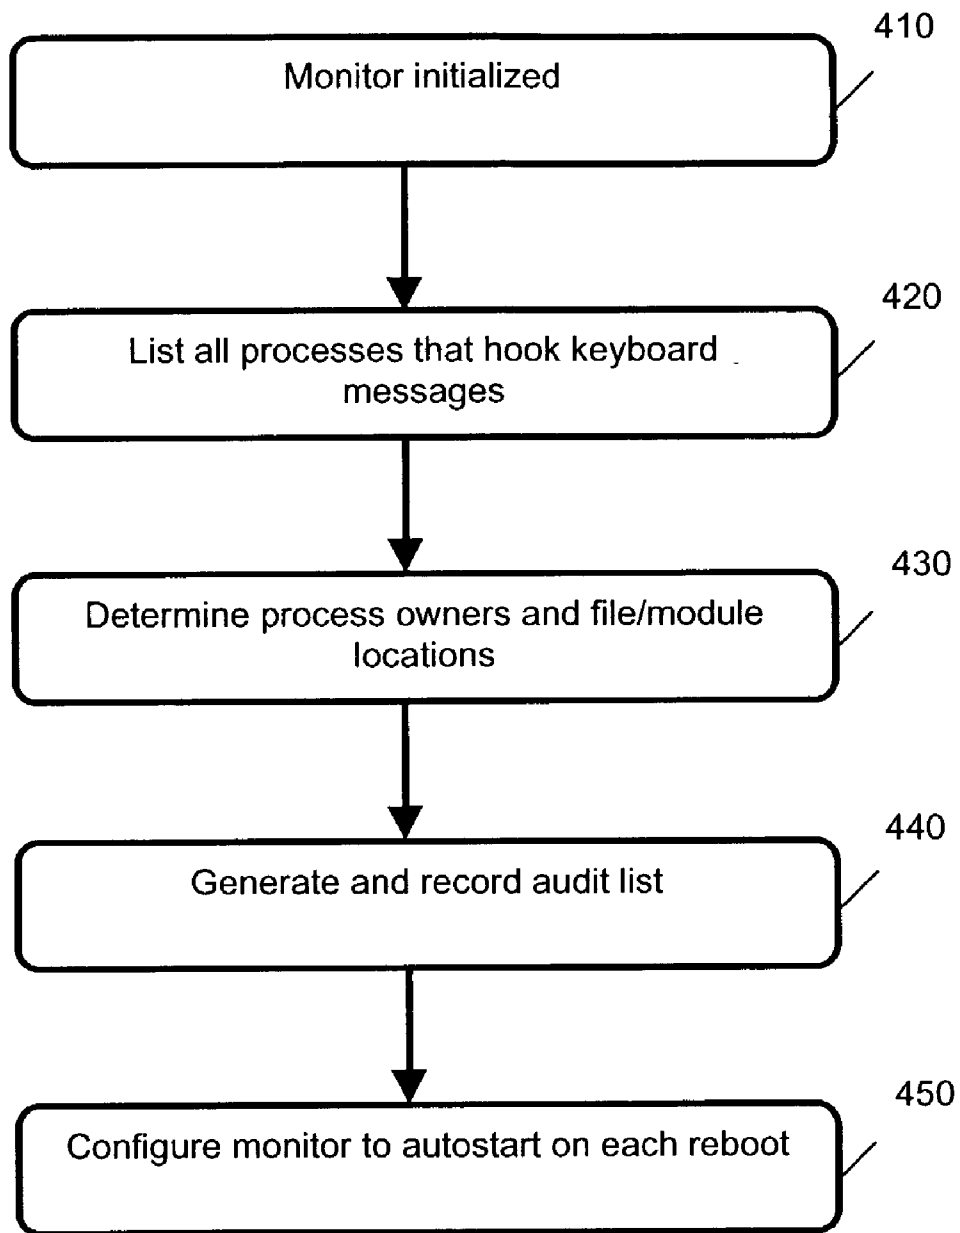 410
Monitor initialized
420
List all processes that hook keyboard
messages
430
Determine process owners and file/module
locations
440
Generate and record audit list
450
Configure monitor to autostart on each reboot